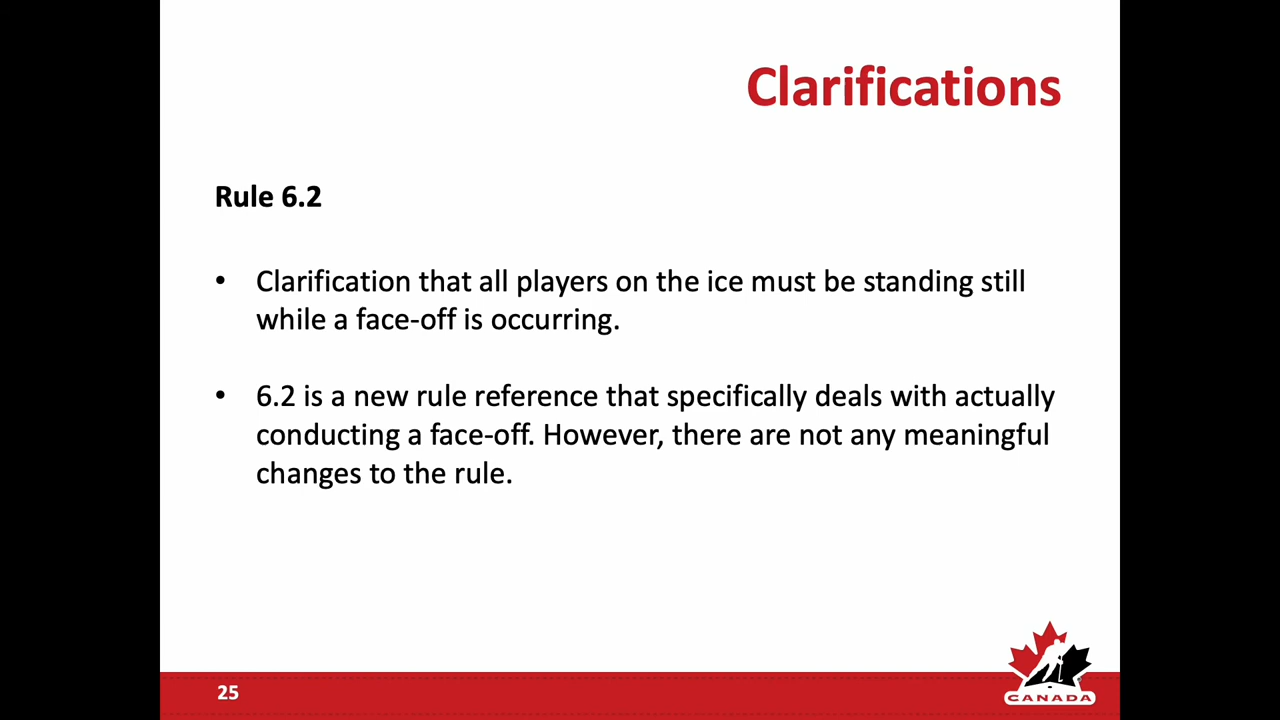 Clarifications
Rule 6.2
• Clarification that all players on the ice must be standing still
while a face-off is occurring.
• 6.2 is a new rule reference that specifically deals with actually
conducting a face-off. However, there are not any meaningful
changes to the rule.
25
CANADA